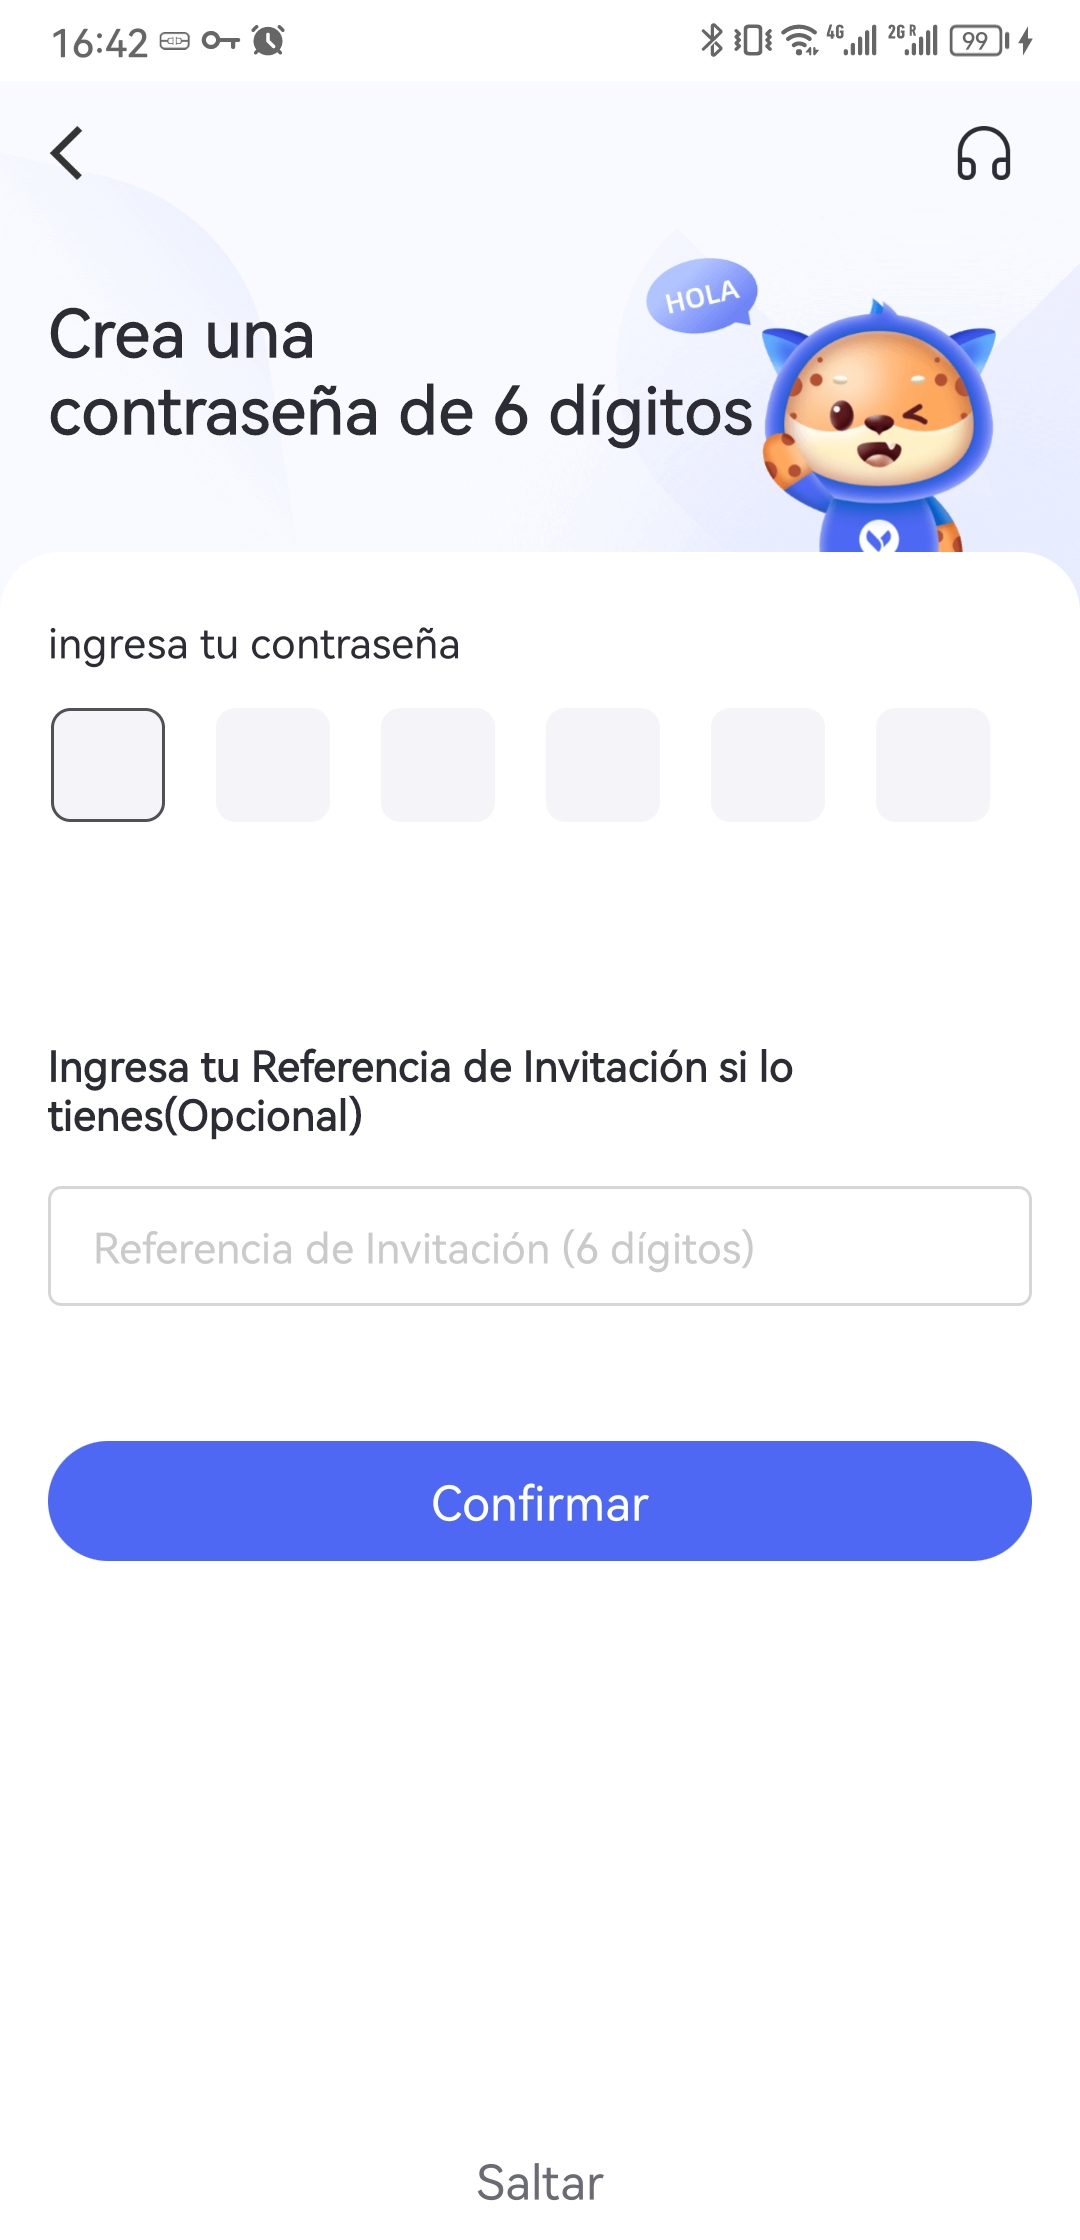 16:42
4G
2G R
99
HOLA
Crea una
contraseña de 6 dígitos
ingresa tu contraseña
Ingresa tu Referencia de Invitación si lo
tienes(Opcional)
Referencia de Invitación (6 dígitos)
Confirmar
Saltar